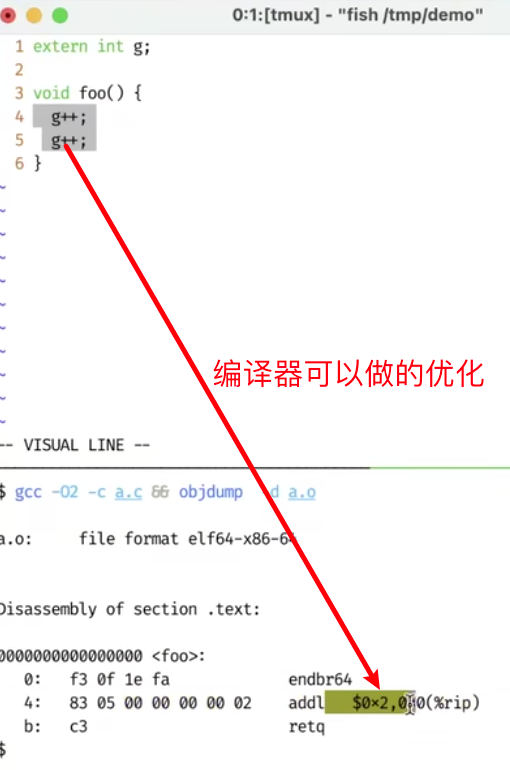 0:1:[tmux] - "fish /tmp/demo"
1 extern int g;
2
3 void foo() {
4 g++;
5 g++;
6 }
~
~
~
~
~
~
~
~
~
~
~
编译器可以做的优化
-- VISUAL LINE --
$ gcc -O2 -c a.c && objdump -d a.o
a.o: file format elf64-x86-64
Disassembly of section .text:
0000000000000000 <foo>:
0: f3 0f 1e fa endbr64
4: 83 05 00 00 00 00 02 addl $0x2,0x0(%rip)
b: c3 retq
$